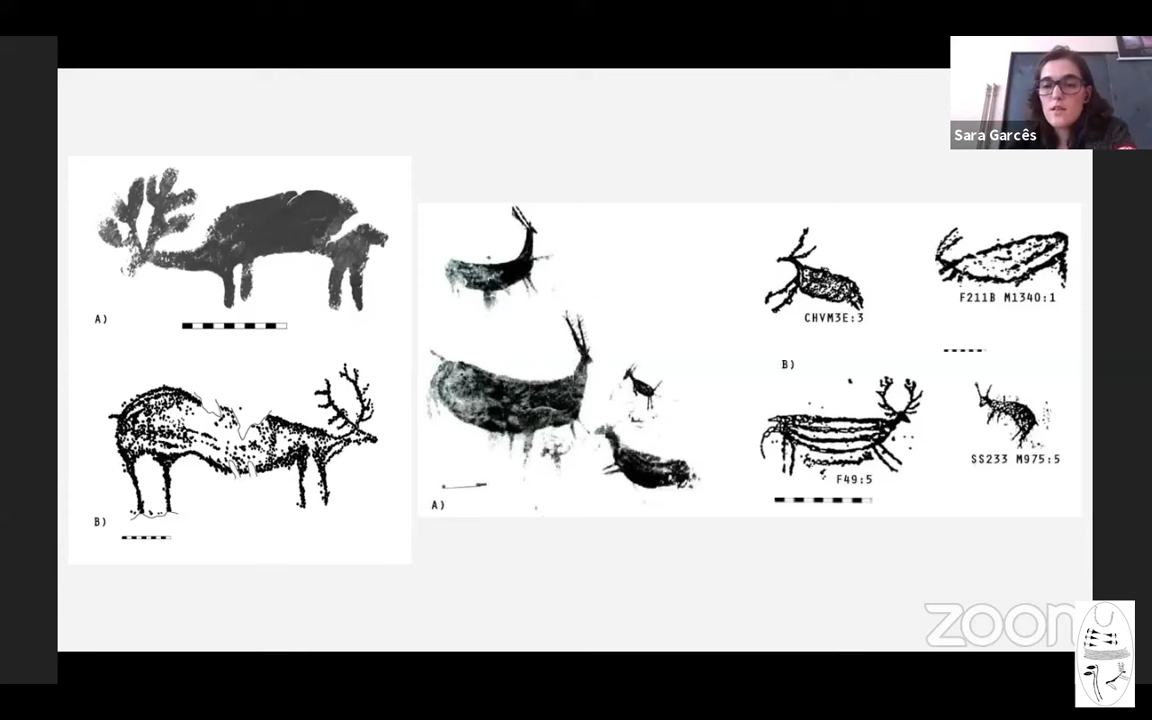 Sara Garcês
A)
B)
A)
CHVM3E:3
F211B M1340:1
B)
F49:5
SS233 M975:5
zoom